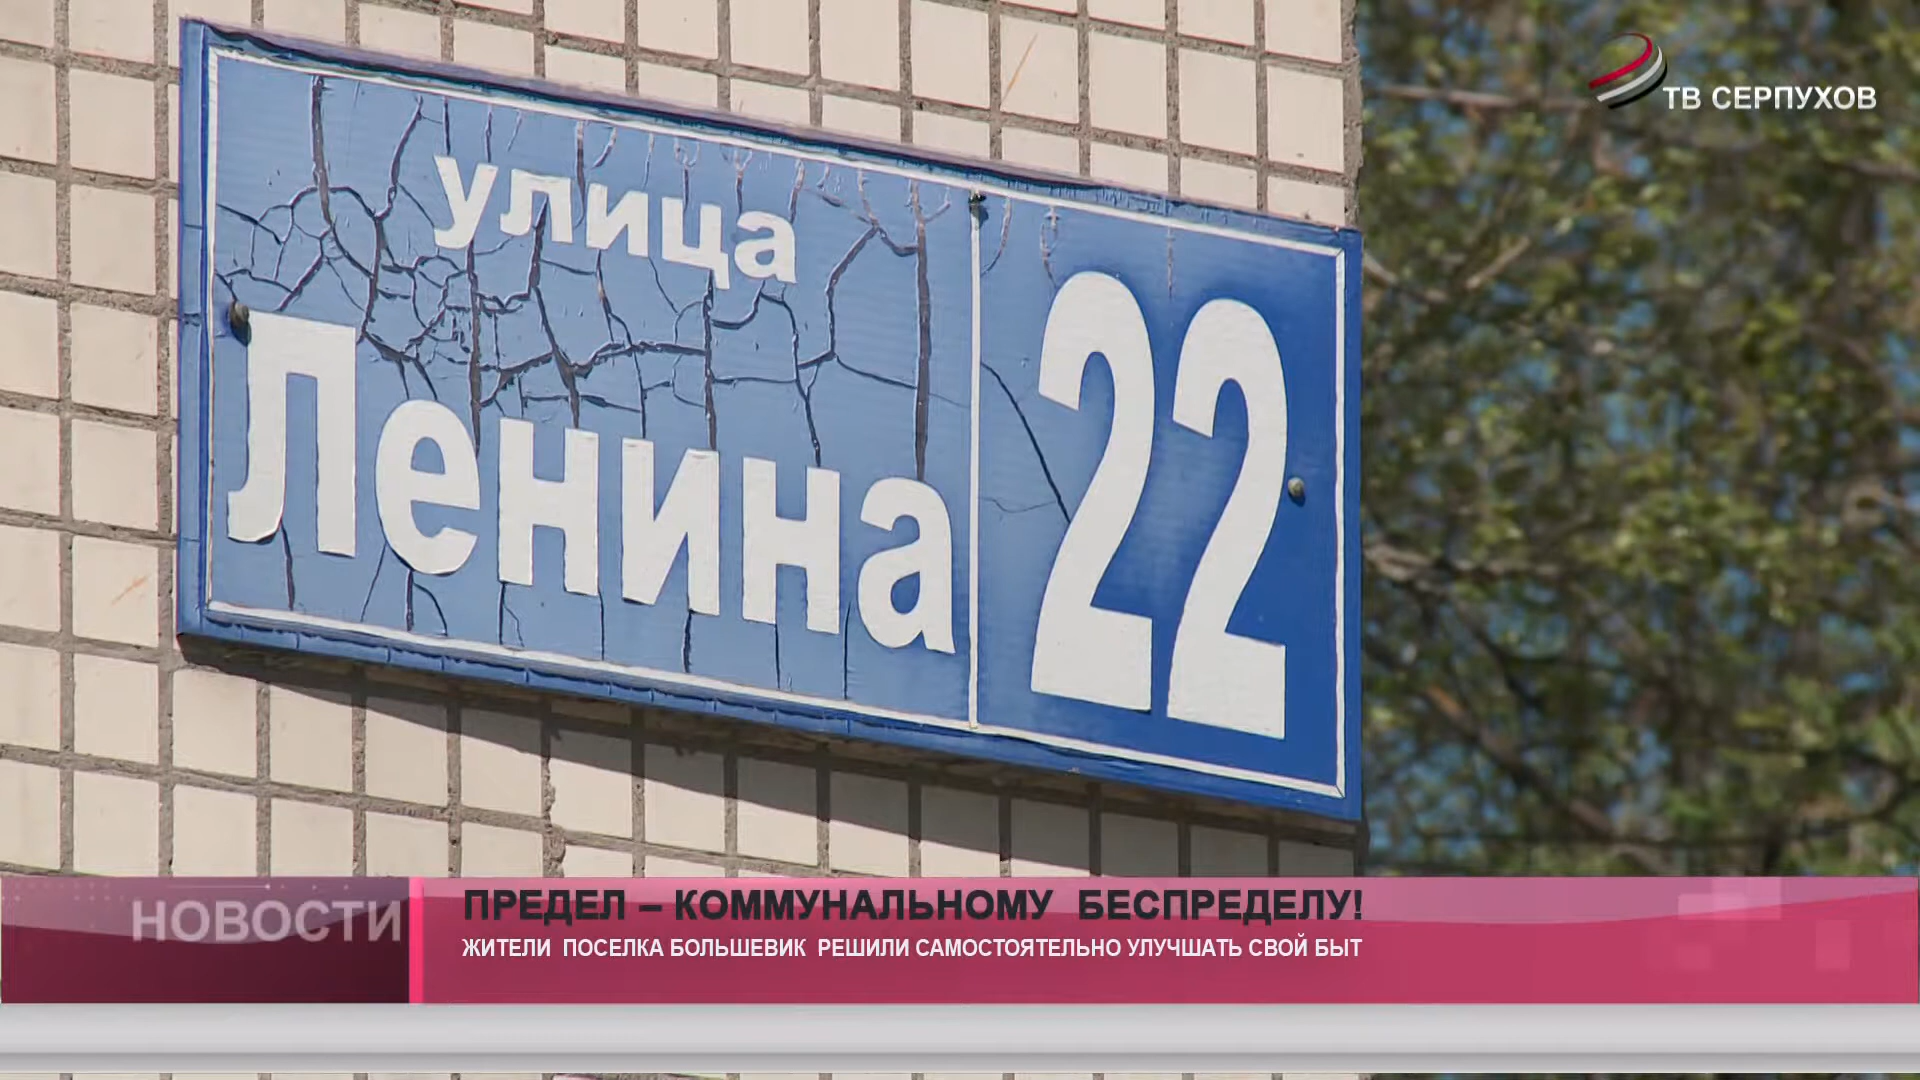 ТВ СЕРПУХОВ
улица
Ленина
22
НОВОСТИ
ПРЕДЕЛ – КОММУНАЛЬНОМУ БЕСПРЕДЕЛУ!
ЖИТЕЛИ ПОСЕЛКА БОЛЬШЕВИК РЕШИЛИ САМОСТОЯТЕЛЬНО УЛУЧШАТЬ СВОЙ БЫТ